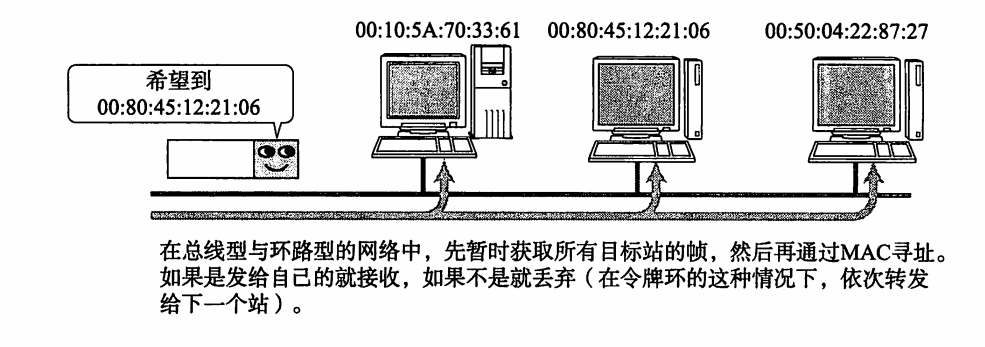 00:10:5A:70:33:61 00:80:45:12:21:06 00:50:04:22:87:27
希望到
00:80:45:12:21:06
在总线型与环路型的网络中，先暂时获取所有目标站的帧，然后再通过MAC寻址。
如果是发给自己的就接收，如果不是就丢弃（在令牌环的这种情况下，依次转发
给下一个站）。